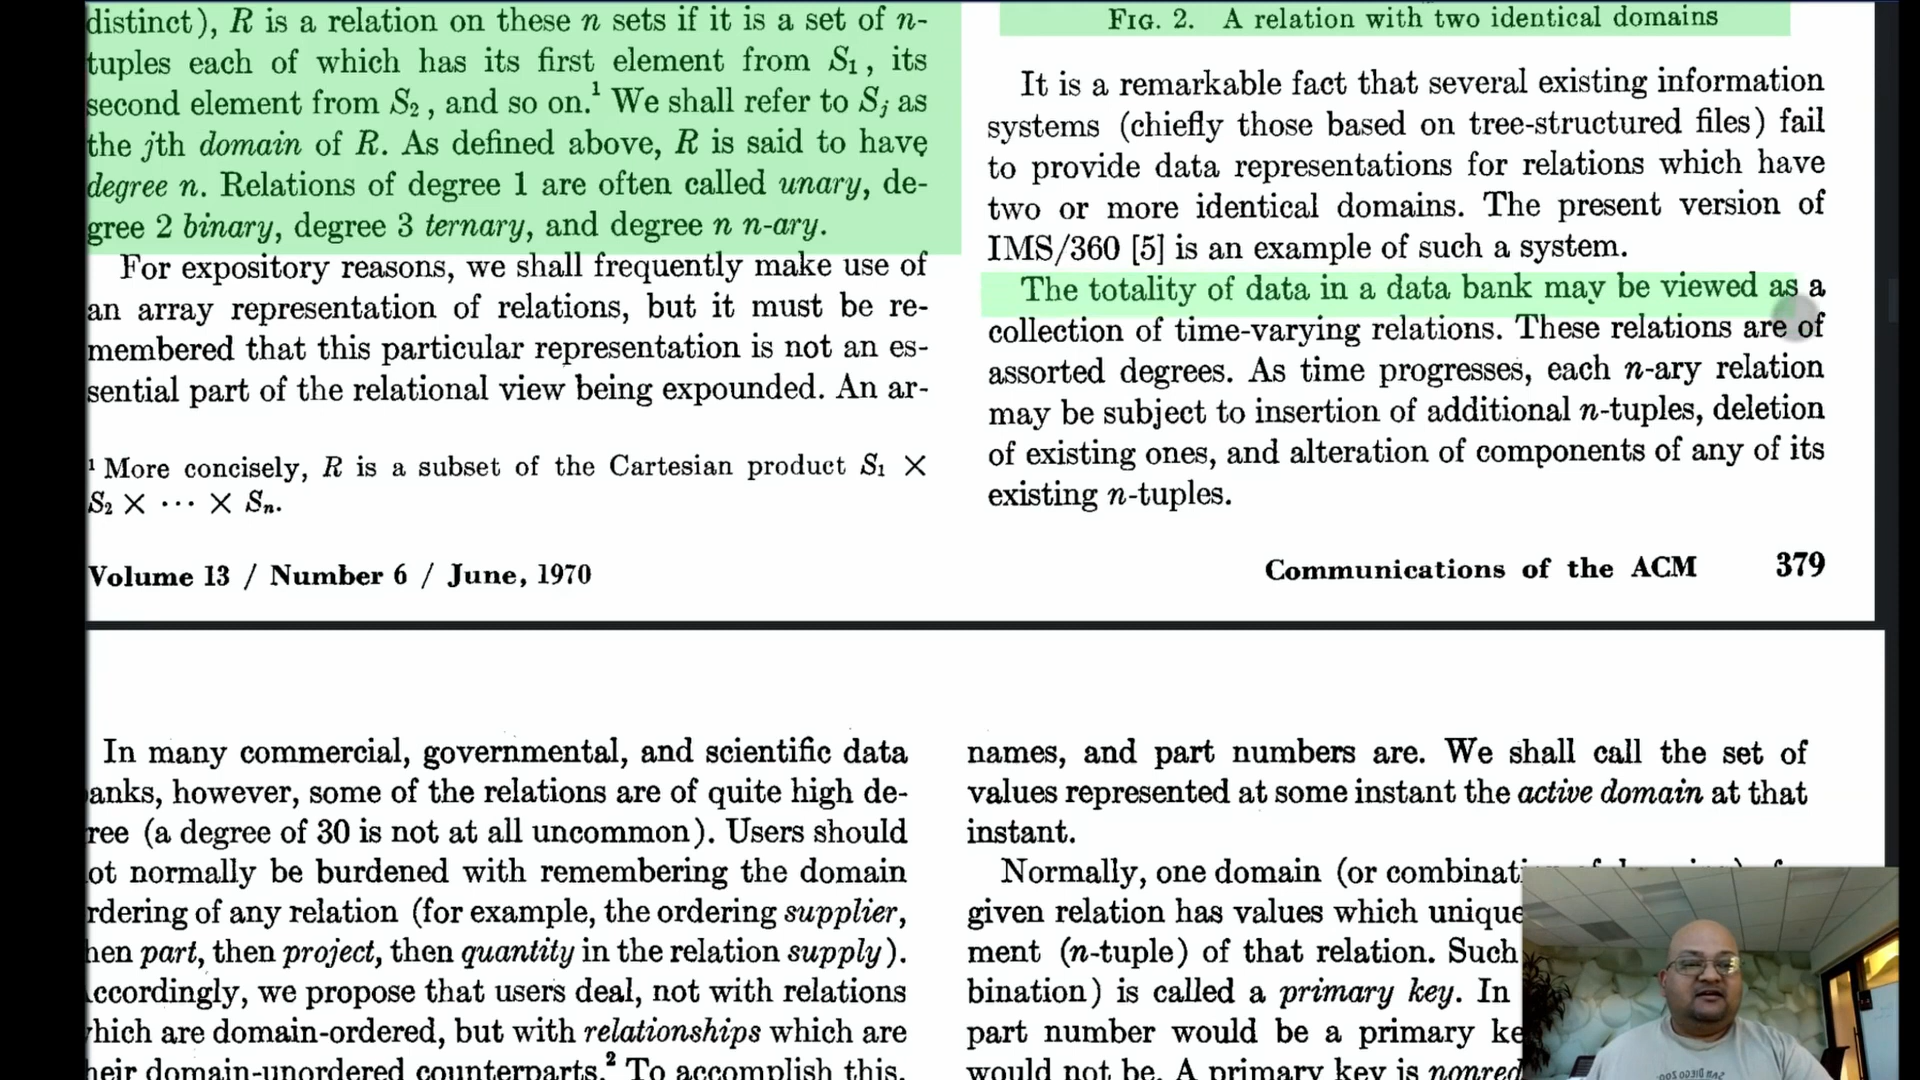 distinct), R is a relation on these n sets if it is a set of n-
tuples each of which has its first element from S1, its
second element from S2, and so on.1 We shall refer to Sj as
the jth domain of R. As defined above, R is said to have
degree n. Relations of degree 1 are often called unary, de-
gree 2 binary, degree 3 ternary, and degree n n-ary.
For expository reasons, we shall frequently make use of
an array representation of relations, but it must be re-
membered that this particular representation is not an es-
sential part of the relational view being expounded. An ar-
1 More concisely, R is a subset of the Cartesian product S1 ×
S2 × ··· × Sn.
Volume 13 / Number 6 / June, 1970
FIG. 2. A relation with two identical domains
It is a remarkable fact that several existing information
systems (chiefly those based on tree-structured files) fail
to provide data representations for relations which have
two or more identical domains. The present version of
IMS/360 [5] is an example of such a system.
The totality of data in a data bank may be viewed as a
collection of time-varying relations. These relations are of
assorted degrees. As time progresses, each n-ary relation
may be subject to insertion of additional n-tuples, deletion
of existing ones, and alteration of components of any of its
existing n-tuples.
Communications of the ACM 379
In many commercial, governmental, and scientific data
anks, however, some of the relations are of quite high de-
ree (a degree of 30 is not at all uncommon). Users should
ot normally be burdened with remembering the domain
rdering of any relation (for example, the ordering supplier,
hen part, then project, then quantity in the relation supply).
ccordingly, we propose that users deal, not with relations
hich are domain-ordered, but with relationships which are
heir domain-unordered counterparts.2 To accomplish this,
names, and part numbers are. We shall call the set of
values represented at some instant the active domain at that
instant.
Normally, one domain (or combinati
given relation has values which unique
ment (n-tuple) of that relation. Such
bination) is called a primary key. In
part number would be a primary ke
would not be. A primary key is nonred